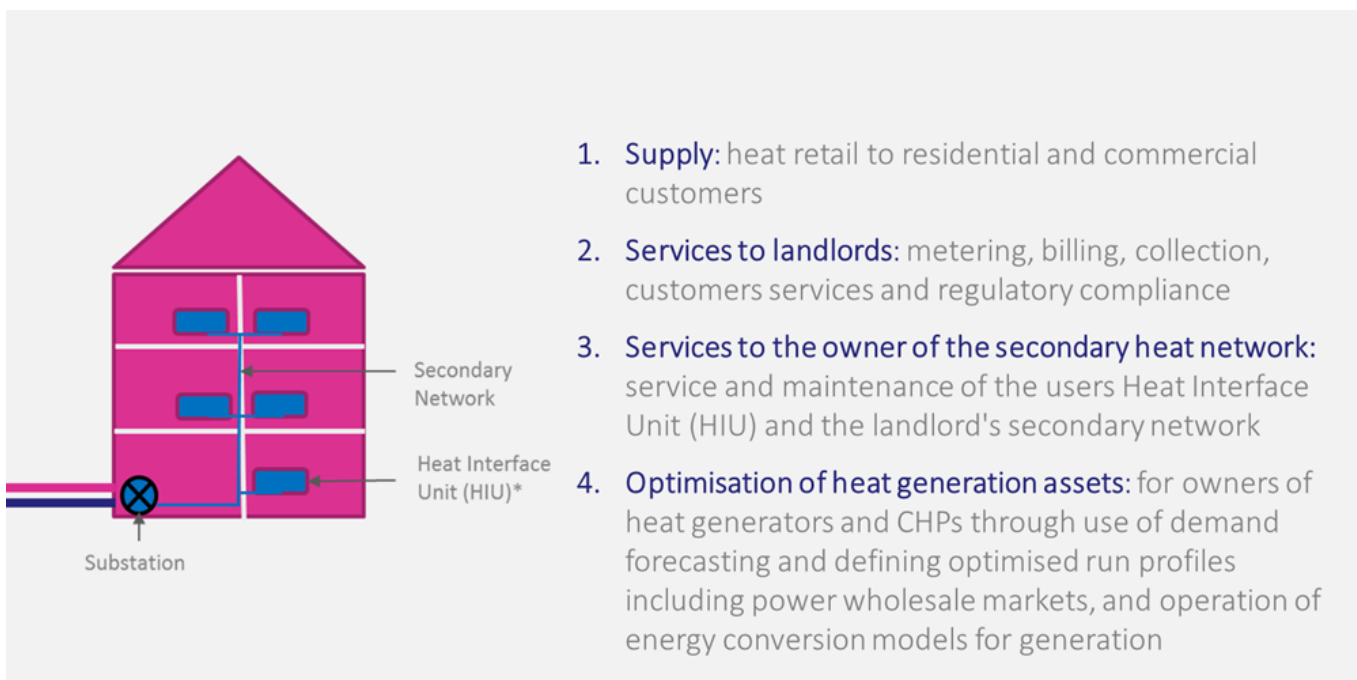 1. Supply: heat retail to residential and commercial
customers
2. Services to landlords: metering, billing, collection,
customers services and regulatory compliance
3. Services to the owner of the secondary heat network:
service and maintenance of the users Heat Interface
Unit (HIU) and the landlord's secondary network
4. Optimisation of heat generation assets: for owners of
heat generators and CHPs through use of demand
forecasting and defining optimised run profiles
including power wholesale markets, and operation of
energy conversion models for generation
Secondary
Network
Heat Interface
Unit (HIU)*
Substation